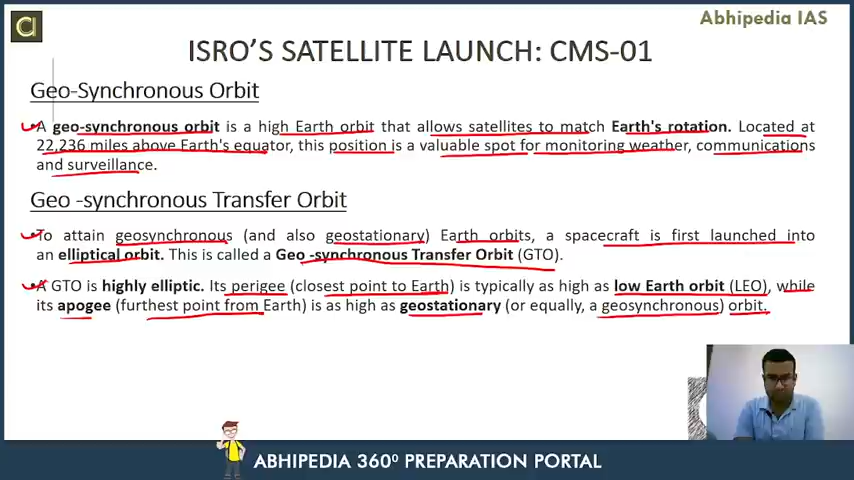 a
Abhipedia IAS
ISRO'S SATELLITE LAUNCH: CMS-01
Geo-Synchronous Orbit
A geo-synchronous orbit is a high Earth orbit that allows satellites to match Earth's rotation. Located at
22,236 miles above Earth's equator, this position is a valuable spot for monitoring weather, communications
and surveillance.
Geo -synchronous Transfer Orbit
To attain geosynchronous (and also geostationary) Earth orbits, a spacecraft is first launched into
an elliptical orbit. This is called a Geo -synchronous Transfer Orbit (GTO).
A GTO is highly elliptic. Its perigee (closest point to Earth) is typically as high as low Earth orbit (LEO), while
its apogee (furthest point from Earth) is as high as geostationary (or equally, a geosynchronous) orbit.
ABHIPEDIA 360⁰ PREPARATION PORTAL